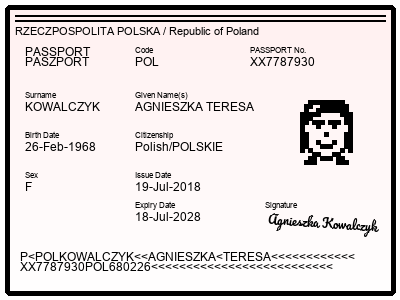 RZECZPOSPOLITA POLSKA / Republic of Poland
PASSPORT
PASZPORT
Code
POL
PASSPORT No.
XX7787930
Surname
KOWALCZYK
Given Name(s)
AGNIESZKA TERESA
Birth Date
26-Feb-1968
Citizenship
Polish/POLSKIE
Sex
F
Issue Date
19-Jul-2018
Expiry Date
18-Jul-2028
Signature
Agnieszka Kowalczyk
P<POLKOWALCZYK<<AGNIESZKA<TERESA<<<<<<<<<<<<
XX7787930POL680226<<<<<<<<<<<<<<<<<<<<<<<<<<